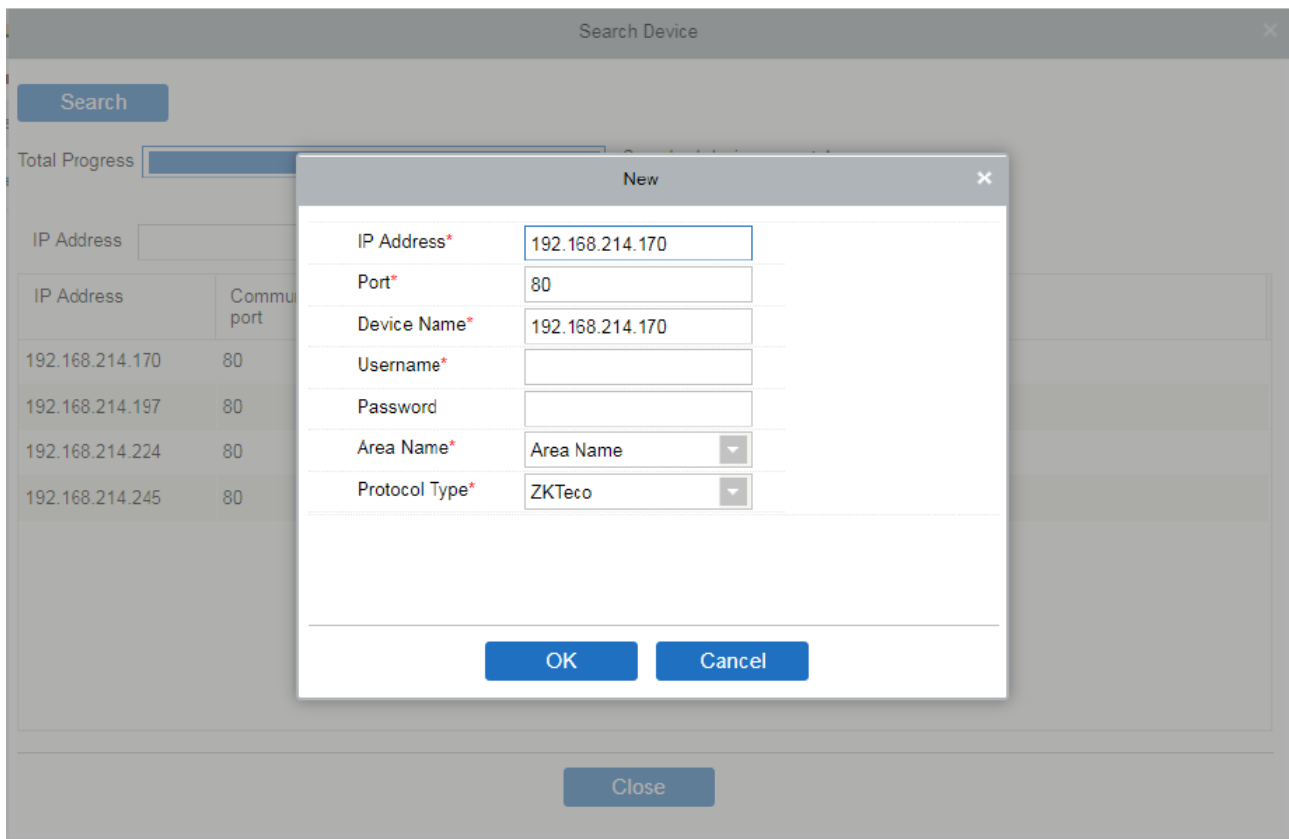 Search Device
Search
Total Progress
New
IP Address
IP Address* 192.168.214.170
Port* 80
Device Name* 192.168.214.170
Username*
Password
Area Name* Area Name
Protocol Type* ZKTeco
IP Address
port
192.168.214.170 80
192.168.214.197 80
192.168.214.224 80
192.168.214.245 80
OK Cancel
Close